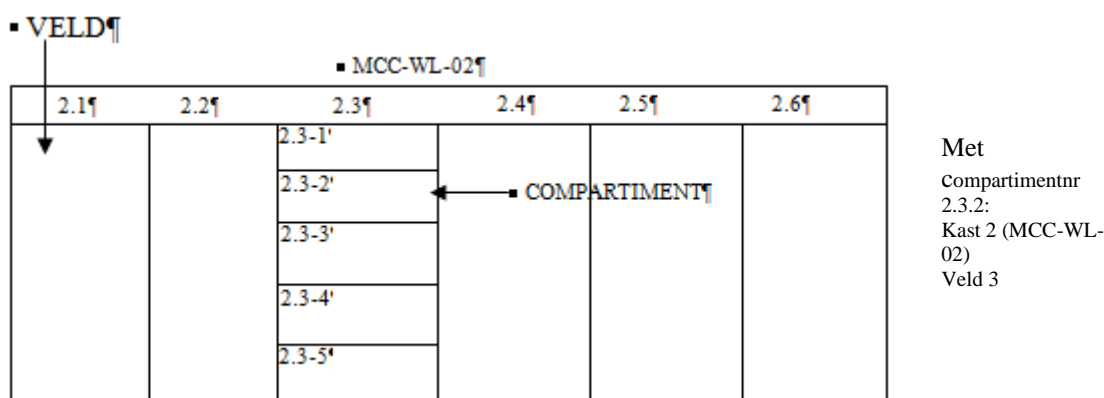 ▪ VELD¶
▪ MCC-WL-02¶
2.1¶ 2.2¶ 2.3¶ 2.4¶ 2.5¶ 2.6¶
2.3-1'
2.3-2'
▪ COMPARTIMENT¶
2.3-3'
2.3-4'
2.3-5'
Met
compartimentnr
2.3.2:
Kast 2 (MCC-WL-
02)
Veld 3